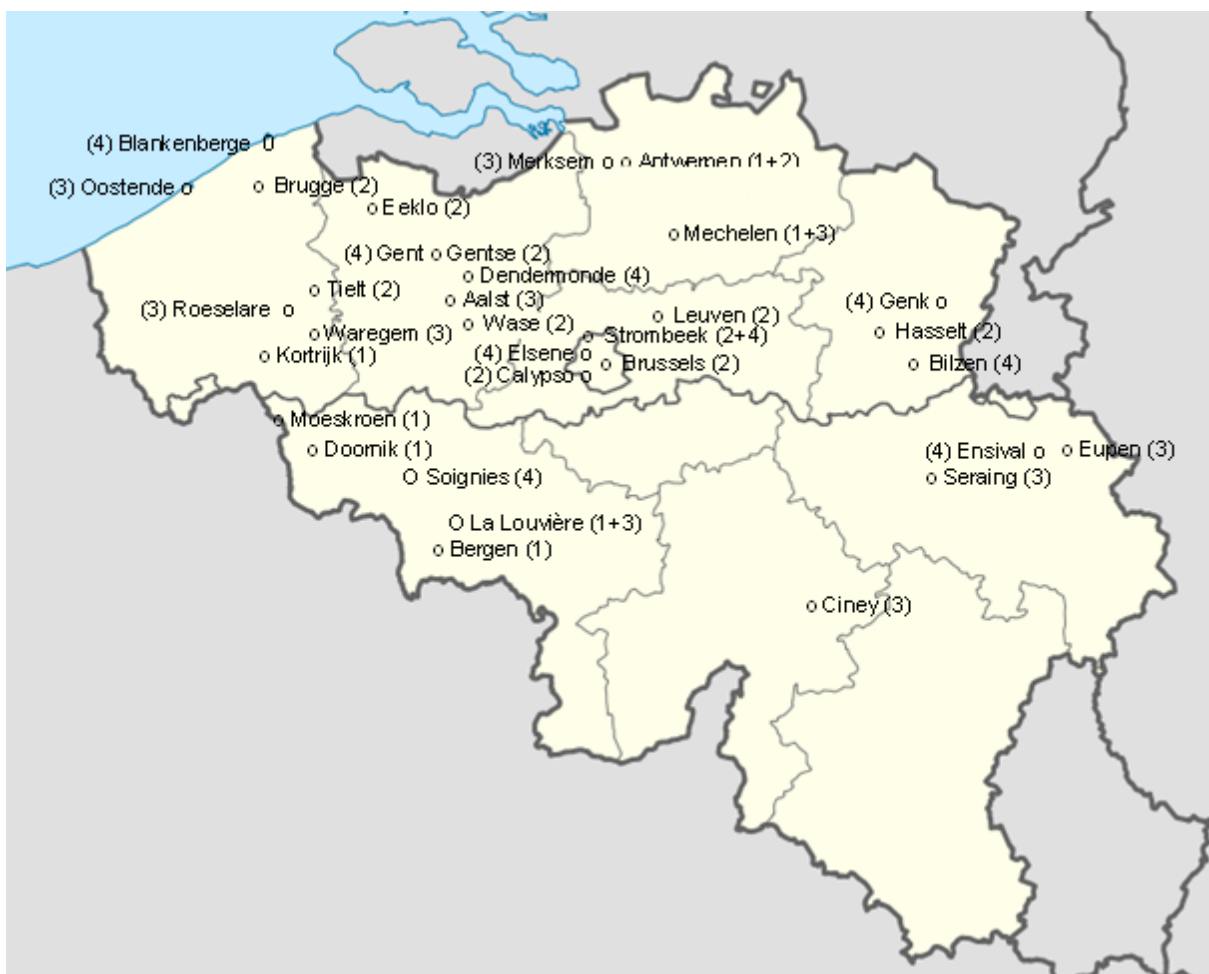 (4) Blankenberge
(3) Merksem
Antwerpen (1+2)
(3) Oostende
Brugge (2)
Eeklo (2)
Mechelen (1+3)
(4) Gent
Gentse (2)
Dendermonde (4)
Tielt (2)
Aalst (3)
(4) Genk
(3) Roeselare
Leuven (2)
Wase (2)
Hasselt (2)
Waregem (3)
Strombeek (2+4)
Kortrijk (1)
(4) Elsene
Brussels (2)
Bilzen (4)
(2) Calypso
Moeskroen (1)
Doornik (1)
(4) Ensival
Eupen (3)
Soignies (4)
Seraing (3)
La Louvière (1+3)
Bergen (1)
Ciney (3)